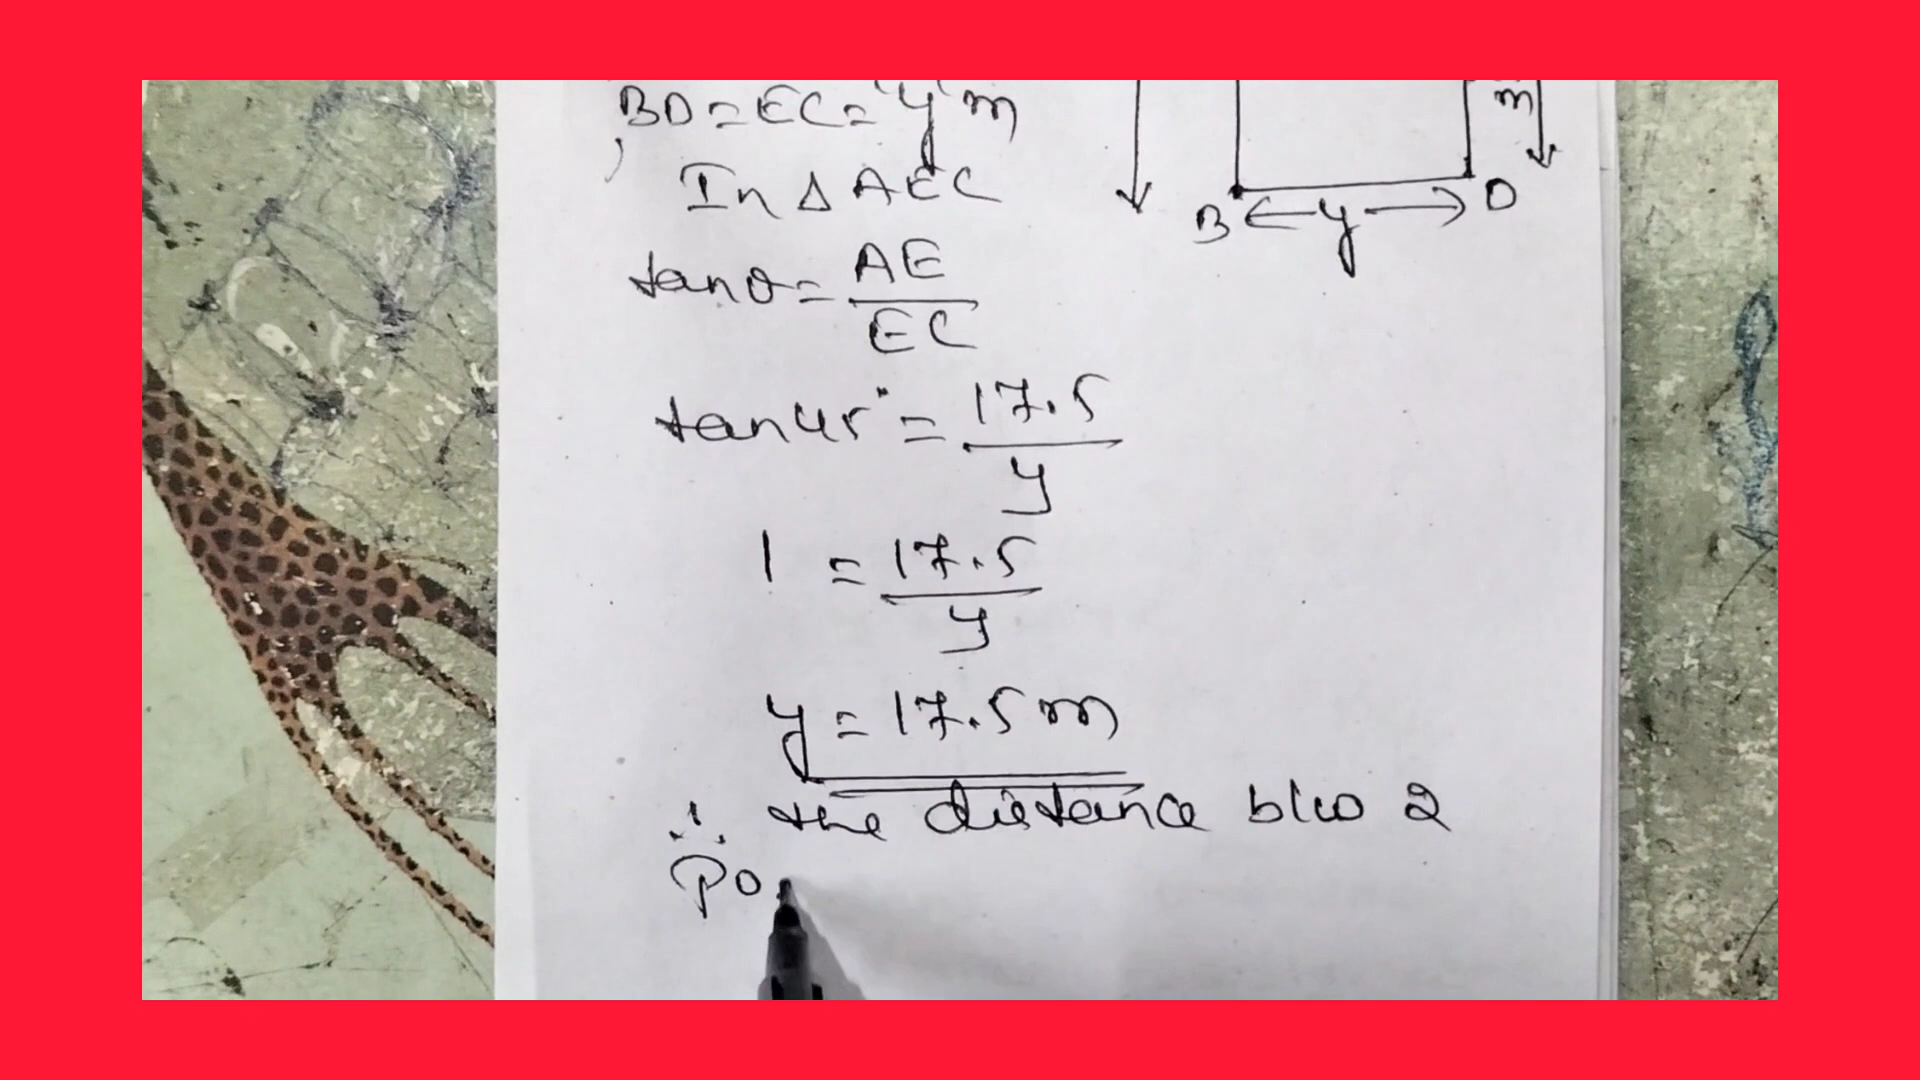 BD = EC = 'y' m
m
In Δ AEC
B ← y → D
tan θ = AE
EC
tan 45° = 17.5
y
1 = 17.5
y
y = 17.5 m
∴ the distance b/w 2
Po